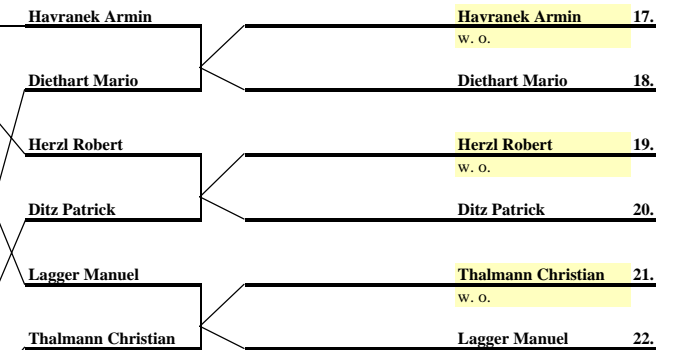 Havranek Armin Havranek Armin 17.
w. o.
Diethart Mario Diethart Mario 18.
Herzl Robert Herzl Robert 19.
w. o.
Ditz Patrick Ditz Patrick 20.
Lagger Manuel Thalmann Christian 21.
w. o.
Thalmann Christian Lagger Manuel 22.